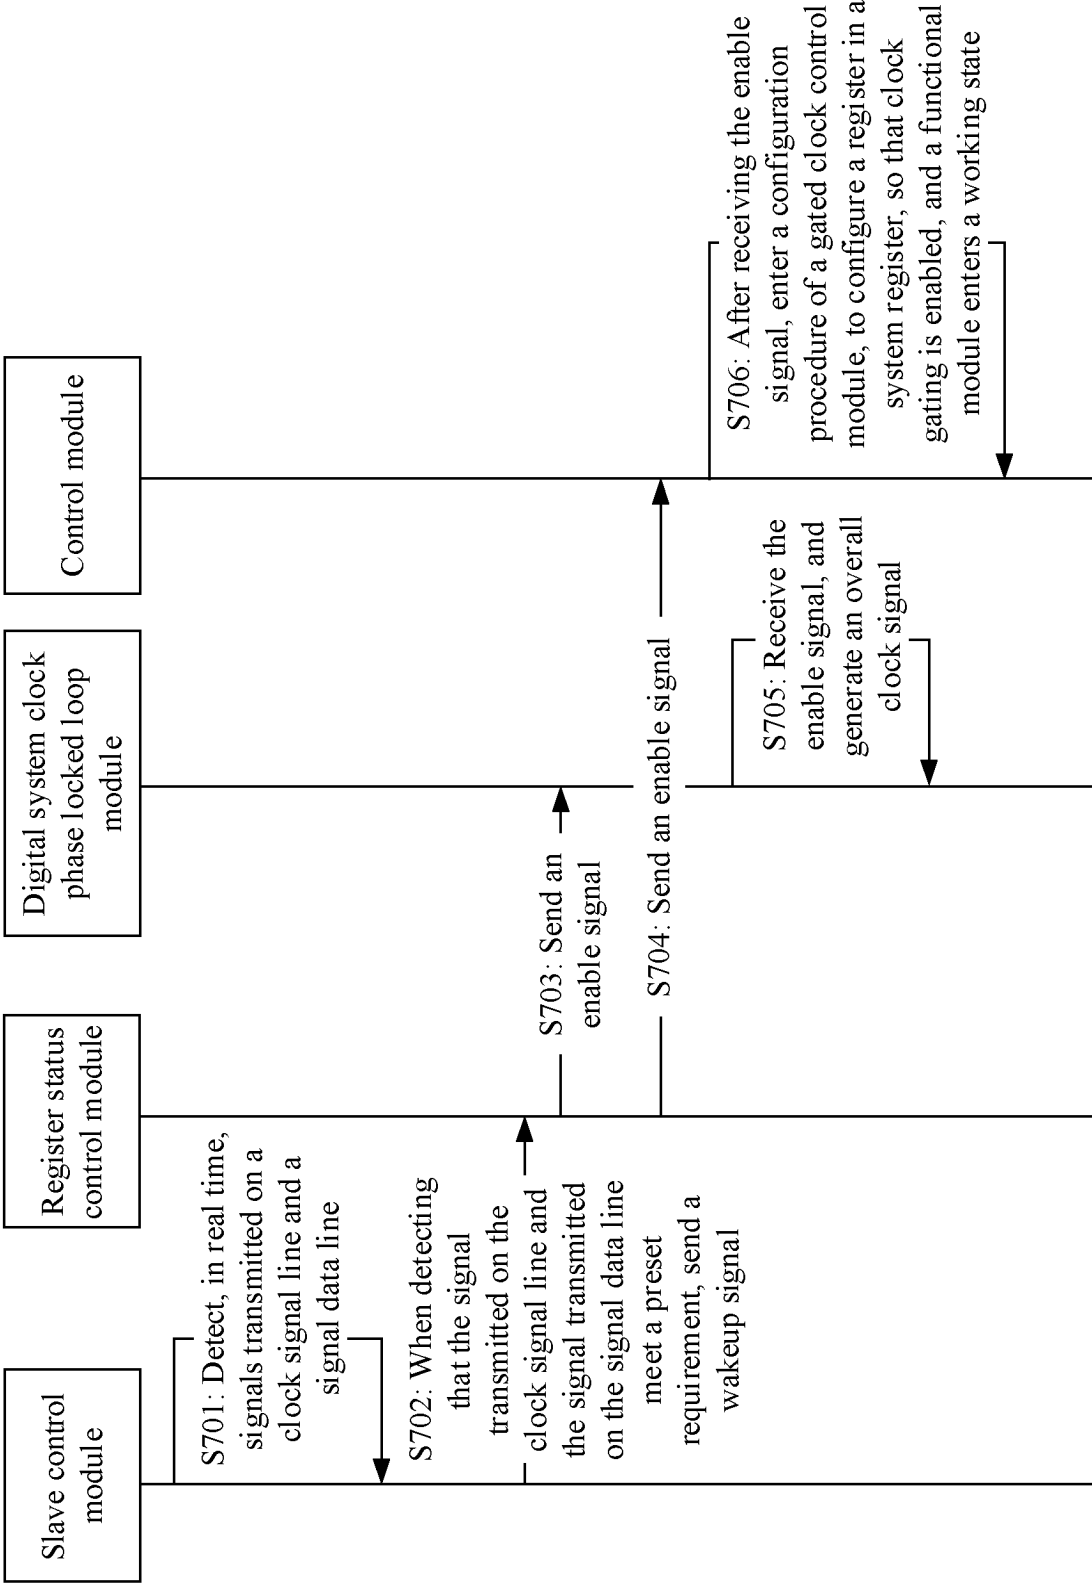 Slave control
module
Register status
control module
Digital system clock
phase locked loop
module
Control module
S701: Detect, in real time,
signals transmitted on a
clock signal line and a
signal data line
S702: When detecting
that the signal
transmitted on the
clock signal line and
the signal transmitted
on the signal data line
meet a preset
requirement, send a
wakeup signal
S703: Send an
enable signal
S704: Send an enable signal
S705: Receive the
enable signal, and
generate an overall
clock signal
S706: After receiving the enable
signal, enter a configuration
procedure of a gated clock control
module, to configure a register in a
system register, so that clock
gating is enabled, and a functional
module enters a working state